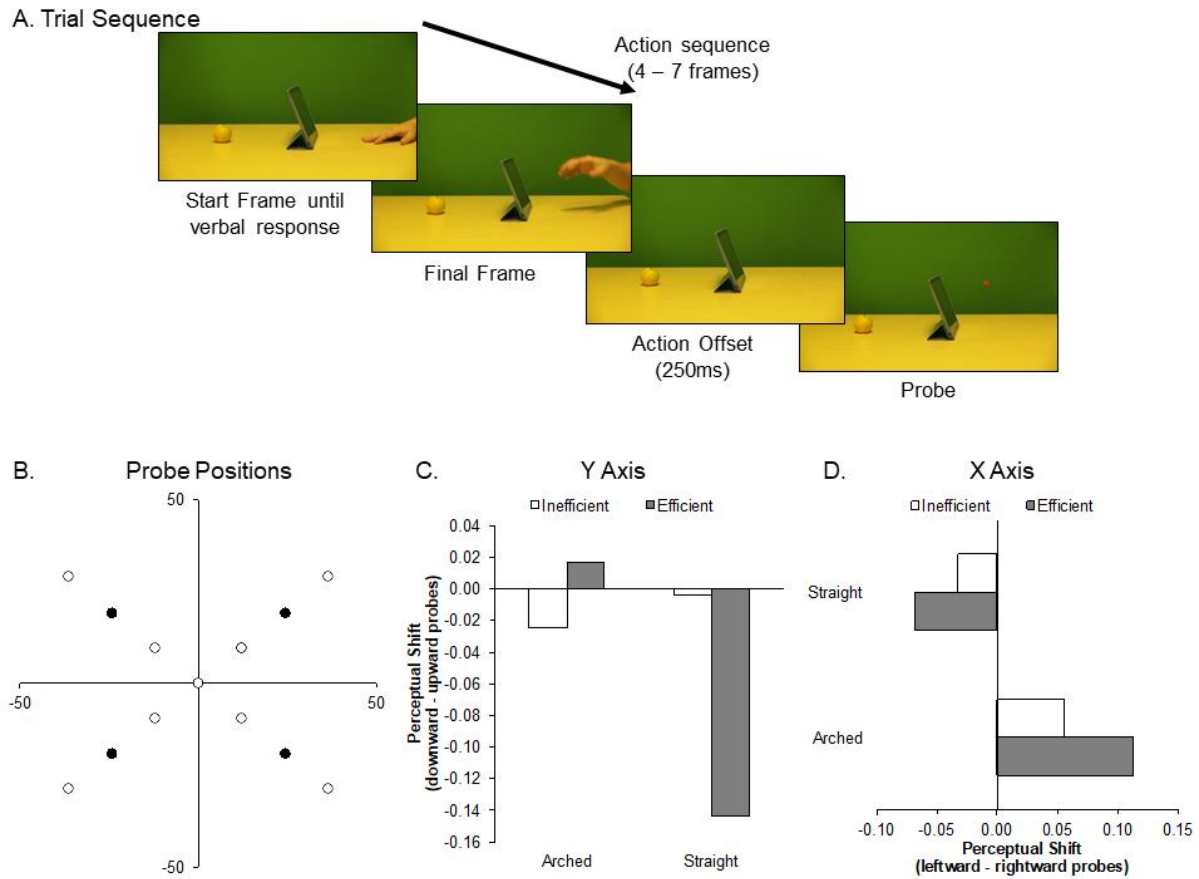 A. Trial Sequence
Action sequence
(4 – 7 frames)
Start Frame until
verbal response
Final Frame
Action Offset
(250ms)
Probe
B. Probe Positions
50
-50
50
-50
C. Y Axis
Inefficient Efficient
Perceptual Shift
(downward - upward probes)
0.04
0.02
0.00
-0.02
-0.04
-0.06
-0.08
-0.10
-0.12
-0.14
-0.16
Arched Straight
D. X Axis
Inefficient Efficient
Straight
Arched
-0.10 -0.05 0.00 0.05 0.10 0.15
Perceptual Shift
(leftward - rightward probes)